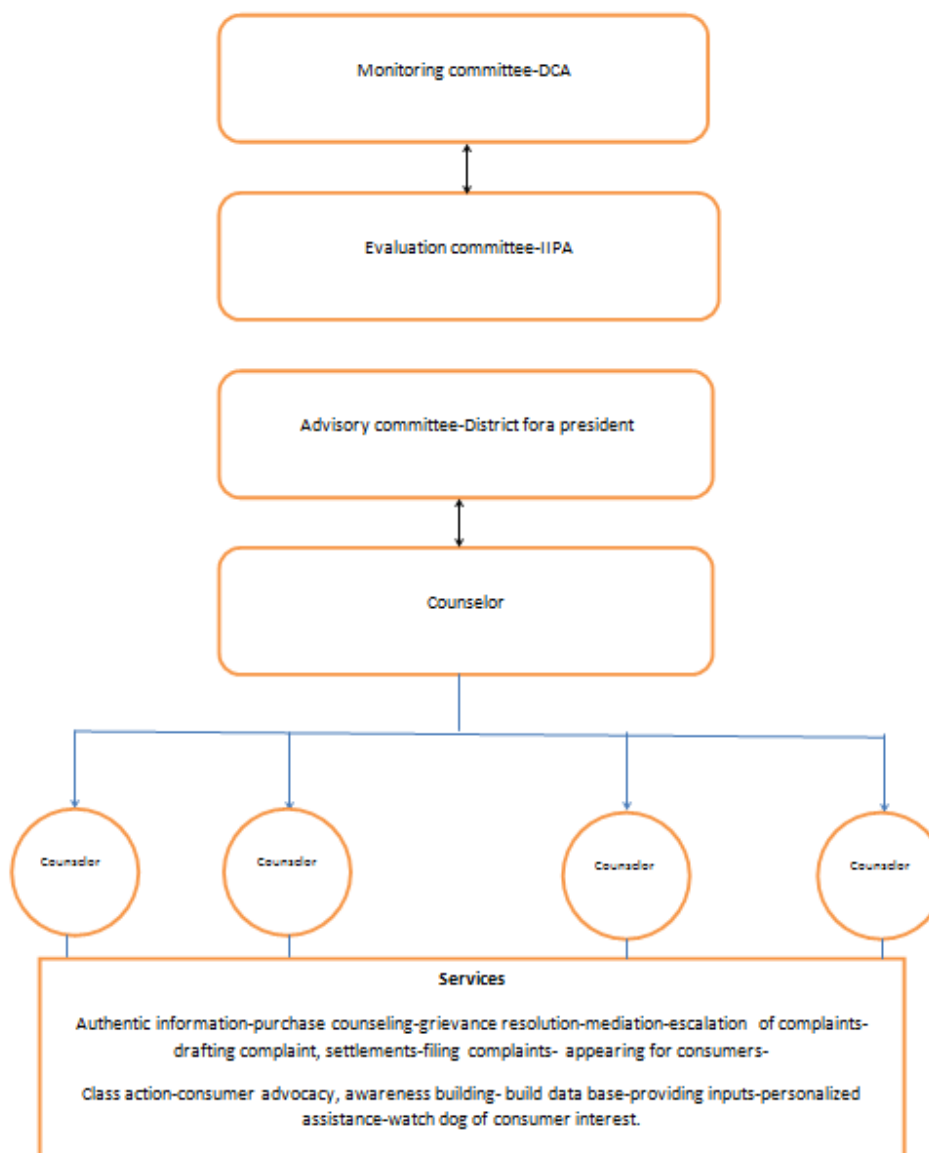 Monitoring committee-DCA
Evaluation committee-IIPA
Advisory committee-District fora president
Counselor
Counselor
Counselor
Counselor
Counselor
Services
Authentic information-purchase counseling-grievance resolution-mediation-escalation of complaints-
drafting complaint, settlements-filing complaints- appearing for consumers-
Class action-consumer advocacy, awareness building- build data base-providing inputs-personalized
assistance-watch dog of consumer interest.